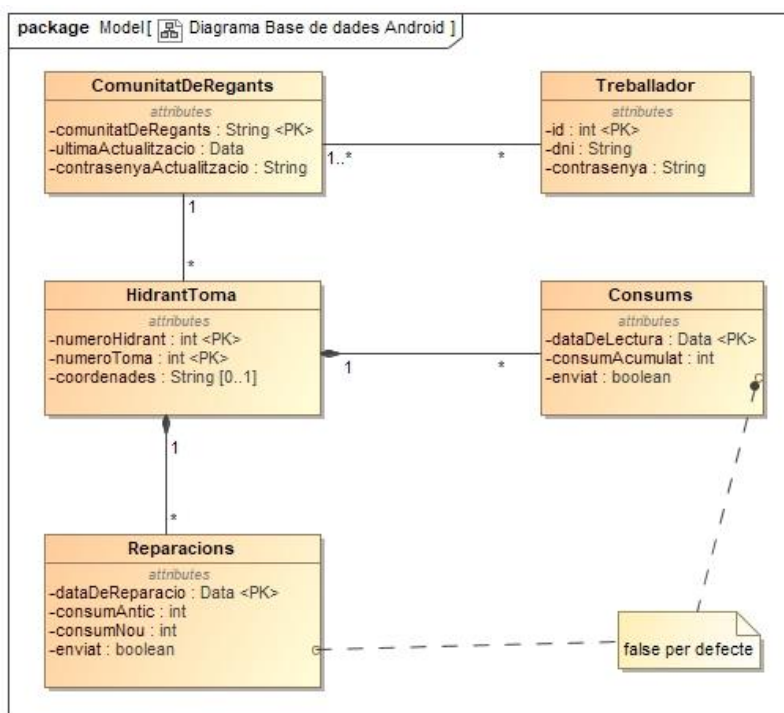 package Model[ Diagrama Base de dades Android ]
ComunitatDeRegants
attributes
-comunitatDeRegants : String <PK>
-ultimaActualitzacio : Data
-contrasenyaActualitzacio : String
Treballador
attributes
-id : int <PK>
-dni : String
-contrasenya : String
1..*
*
1
*
HidrantToma
attributes
-numeroHidrant : int <PK>
-numeroToma : int <PK>
-coordenades : String [0..1]
Consums
attributes
-dataDeLectura : Data <PK>
-consumAcumulat : int
-enviat : boolean
1
*
1
*
Reparacions
attributes
-dataDeReparacio : Data <PK>
-consumAntic : int
-consumNou : int
-enviat : boolean
false per defecte